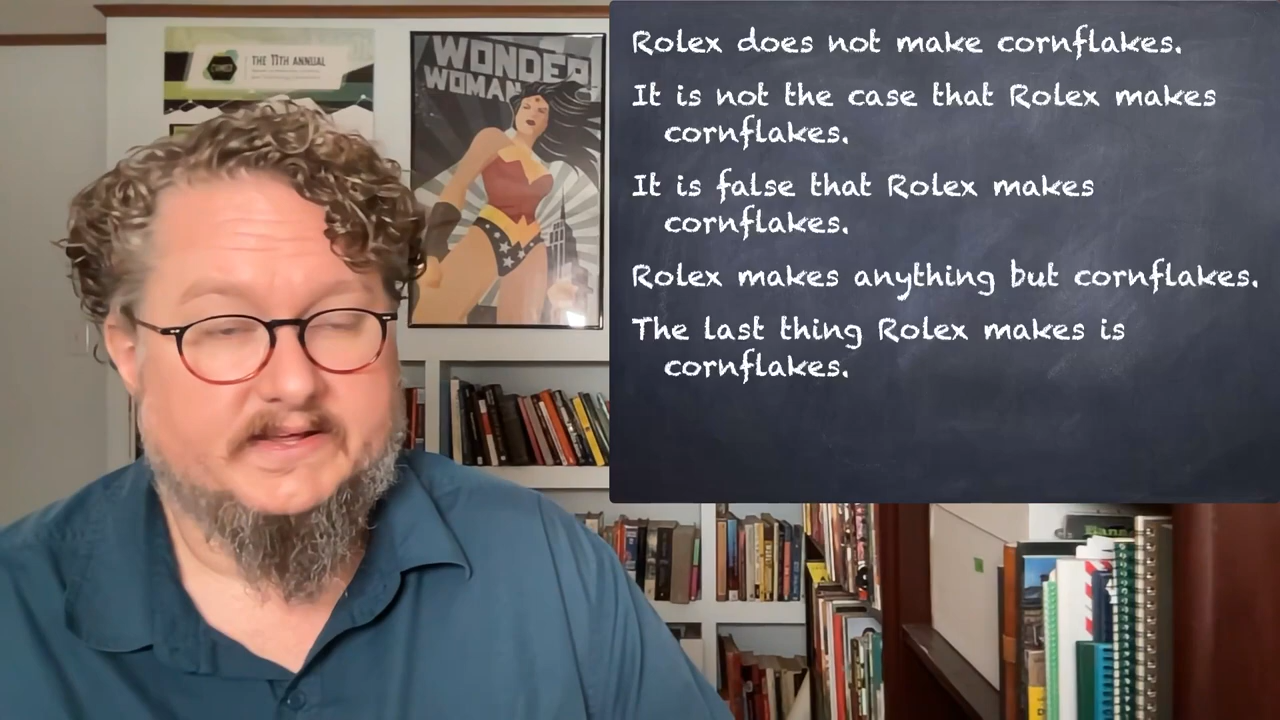 THE 11TH ANNUAL
WONDER
WOMAN
Rolex does not make cornflakes.
It is not the case that Rolex makes
cornflakes.
It is false that Rolex makes
cornflakes.
Rolex makes anything but cornflakes.
The last thing Rolex makes is
cornflakes.